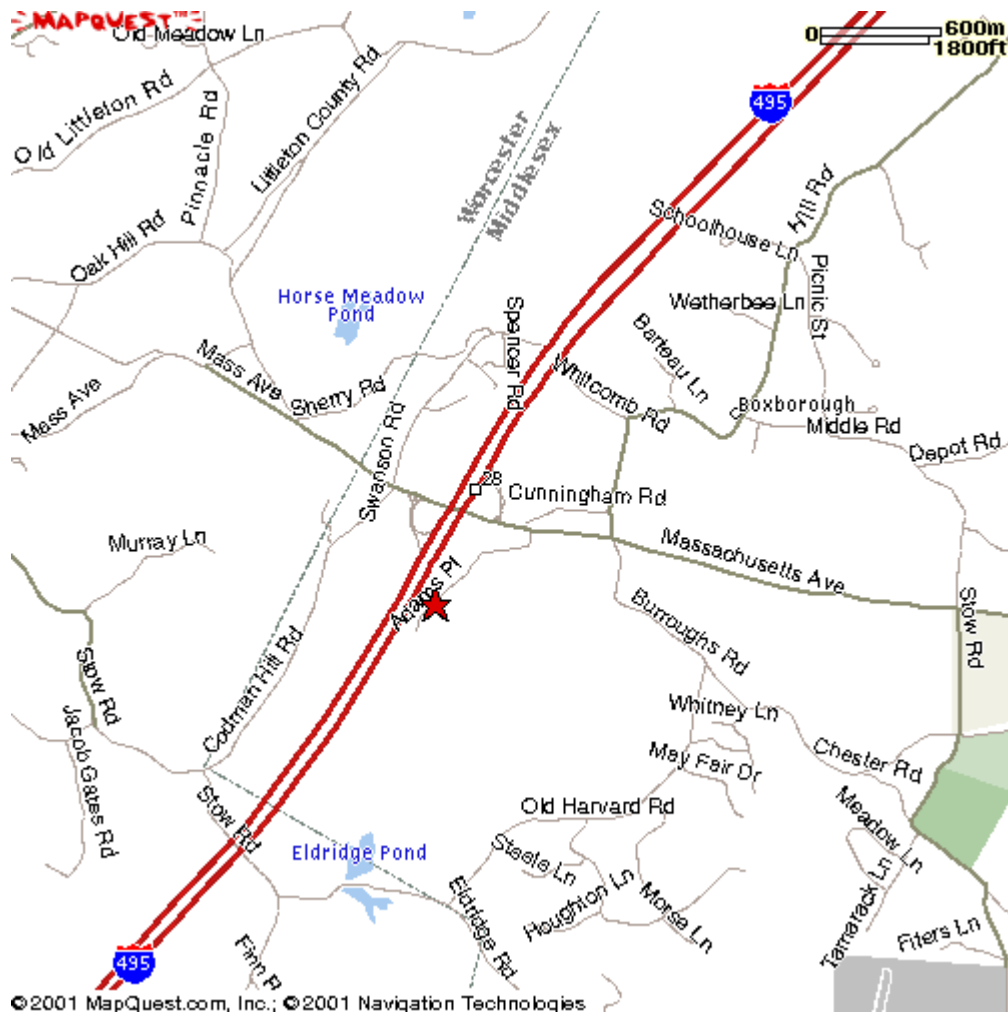 MAPQUEST™
Old Meadow Ln
0 600m
1800ft
Old Littleton Rd
Pinnacle Rd
Littleton County Rd
495
Worcester
Middlesex
Schoolhouse Ln
Hill Rd
Oak Hill Rd
Picnic St
Horse Meadow
Pond
Spencer Rd
Wetherbee Ln
Barteau Ln
Mass Ave
Mass Ave
Sherry Rd
Whitcomb Rd
Boxborough
Middle Rd
Depot Rd
Swanson Rd
28
Cunningham Rd
Murray Ln
Massachusetts Ave
Adams Pl
Burroughs Rd
Stow Rd
Stow Rd
Codman Hill Rd
Whitney Ln
Jacob Gates Rd
May Fair Dr
Chester Rd
Stow Rd
Old Harvard Rd
Meadow Ln
Eldridge Pond
Steele Ln
Houghton Ln
Morse Ln
Tamarack Ln
Eldridge Rd
Fifers Ln
Finn R
495
©2001 MapQuest.com, Inc.; ©2001 Navigation Technologies